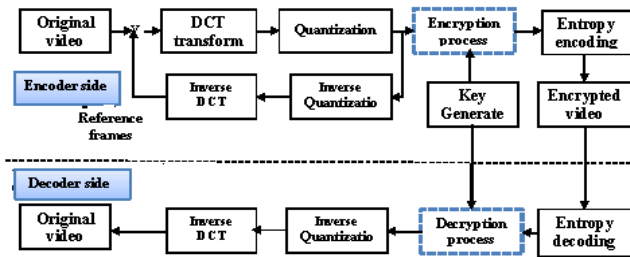 Original
video
DCT
transform
Quantization
Encryption
process
Entropy
encoding
Encoder side
Reference
frames
Inverse
DCT
Inverse
Quantizatio
Key
Generate
Encrypted
video
Decoder side
Original
video
Inverse
DCT
Inverse
Quantizatio
Decryption
process
Entropy
decoding